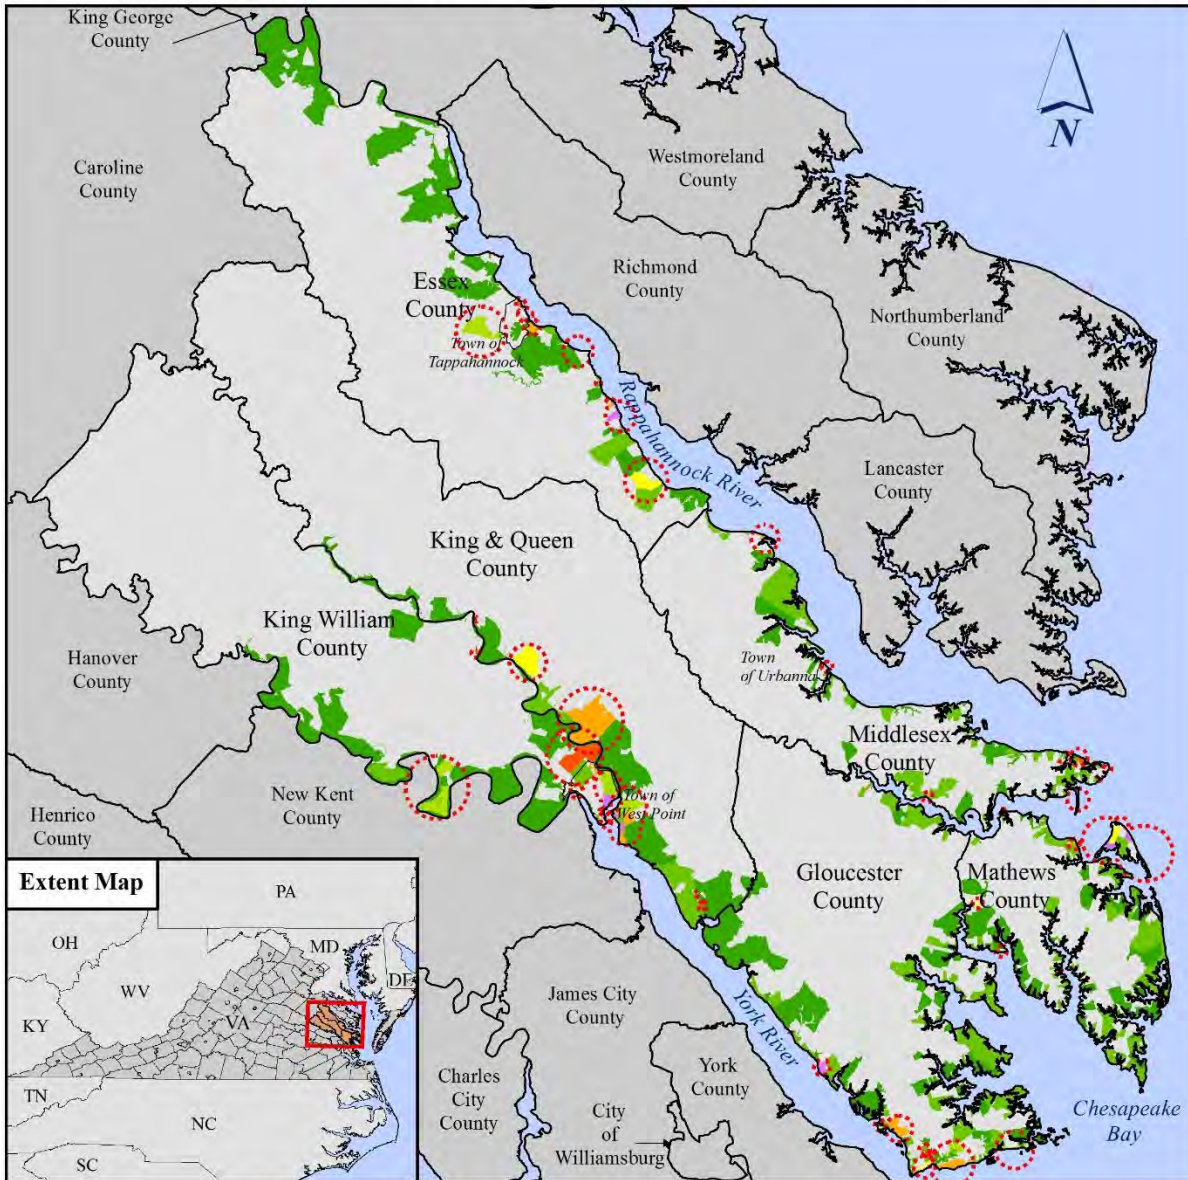 King George
County
N
Westmoreland
County
Caroline
County
Richmond
County
Essex
County
Northumberland
County
Town of
Tappahannock
Rappahannock River
Lancaster
County
King & Queen
County
King William
County
Hanover
County
Town
of Urbanna
Middlesex
County
New Kent
County
Town of
West Point
Henrico
County
Gloucester
County
Mathews
County
Extent Map
PA
OH
MD
DE
WV
KY
VA
TN
NC
SC
James City
County
York River
York
County
Charles
City
County
City
of
Williamsburg
Chesapeake
Bay